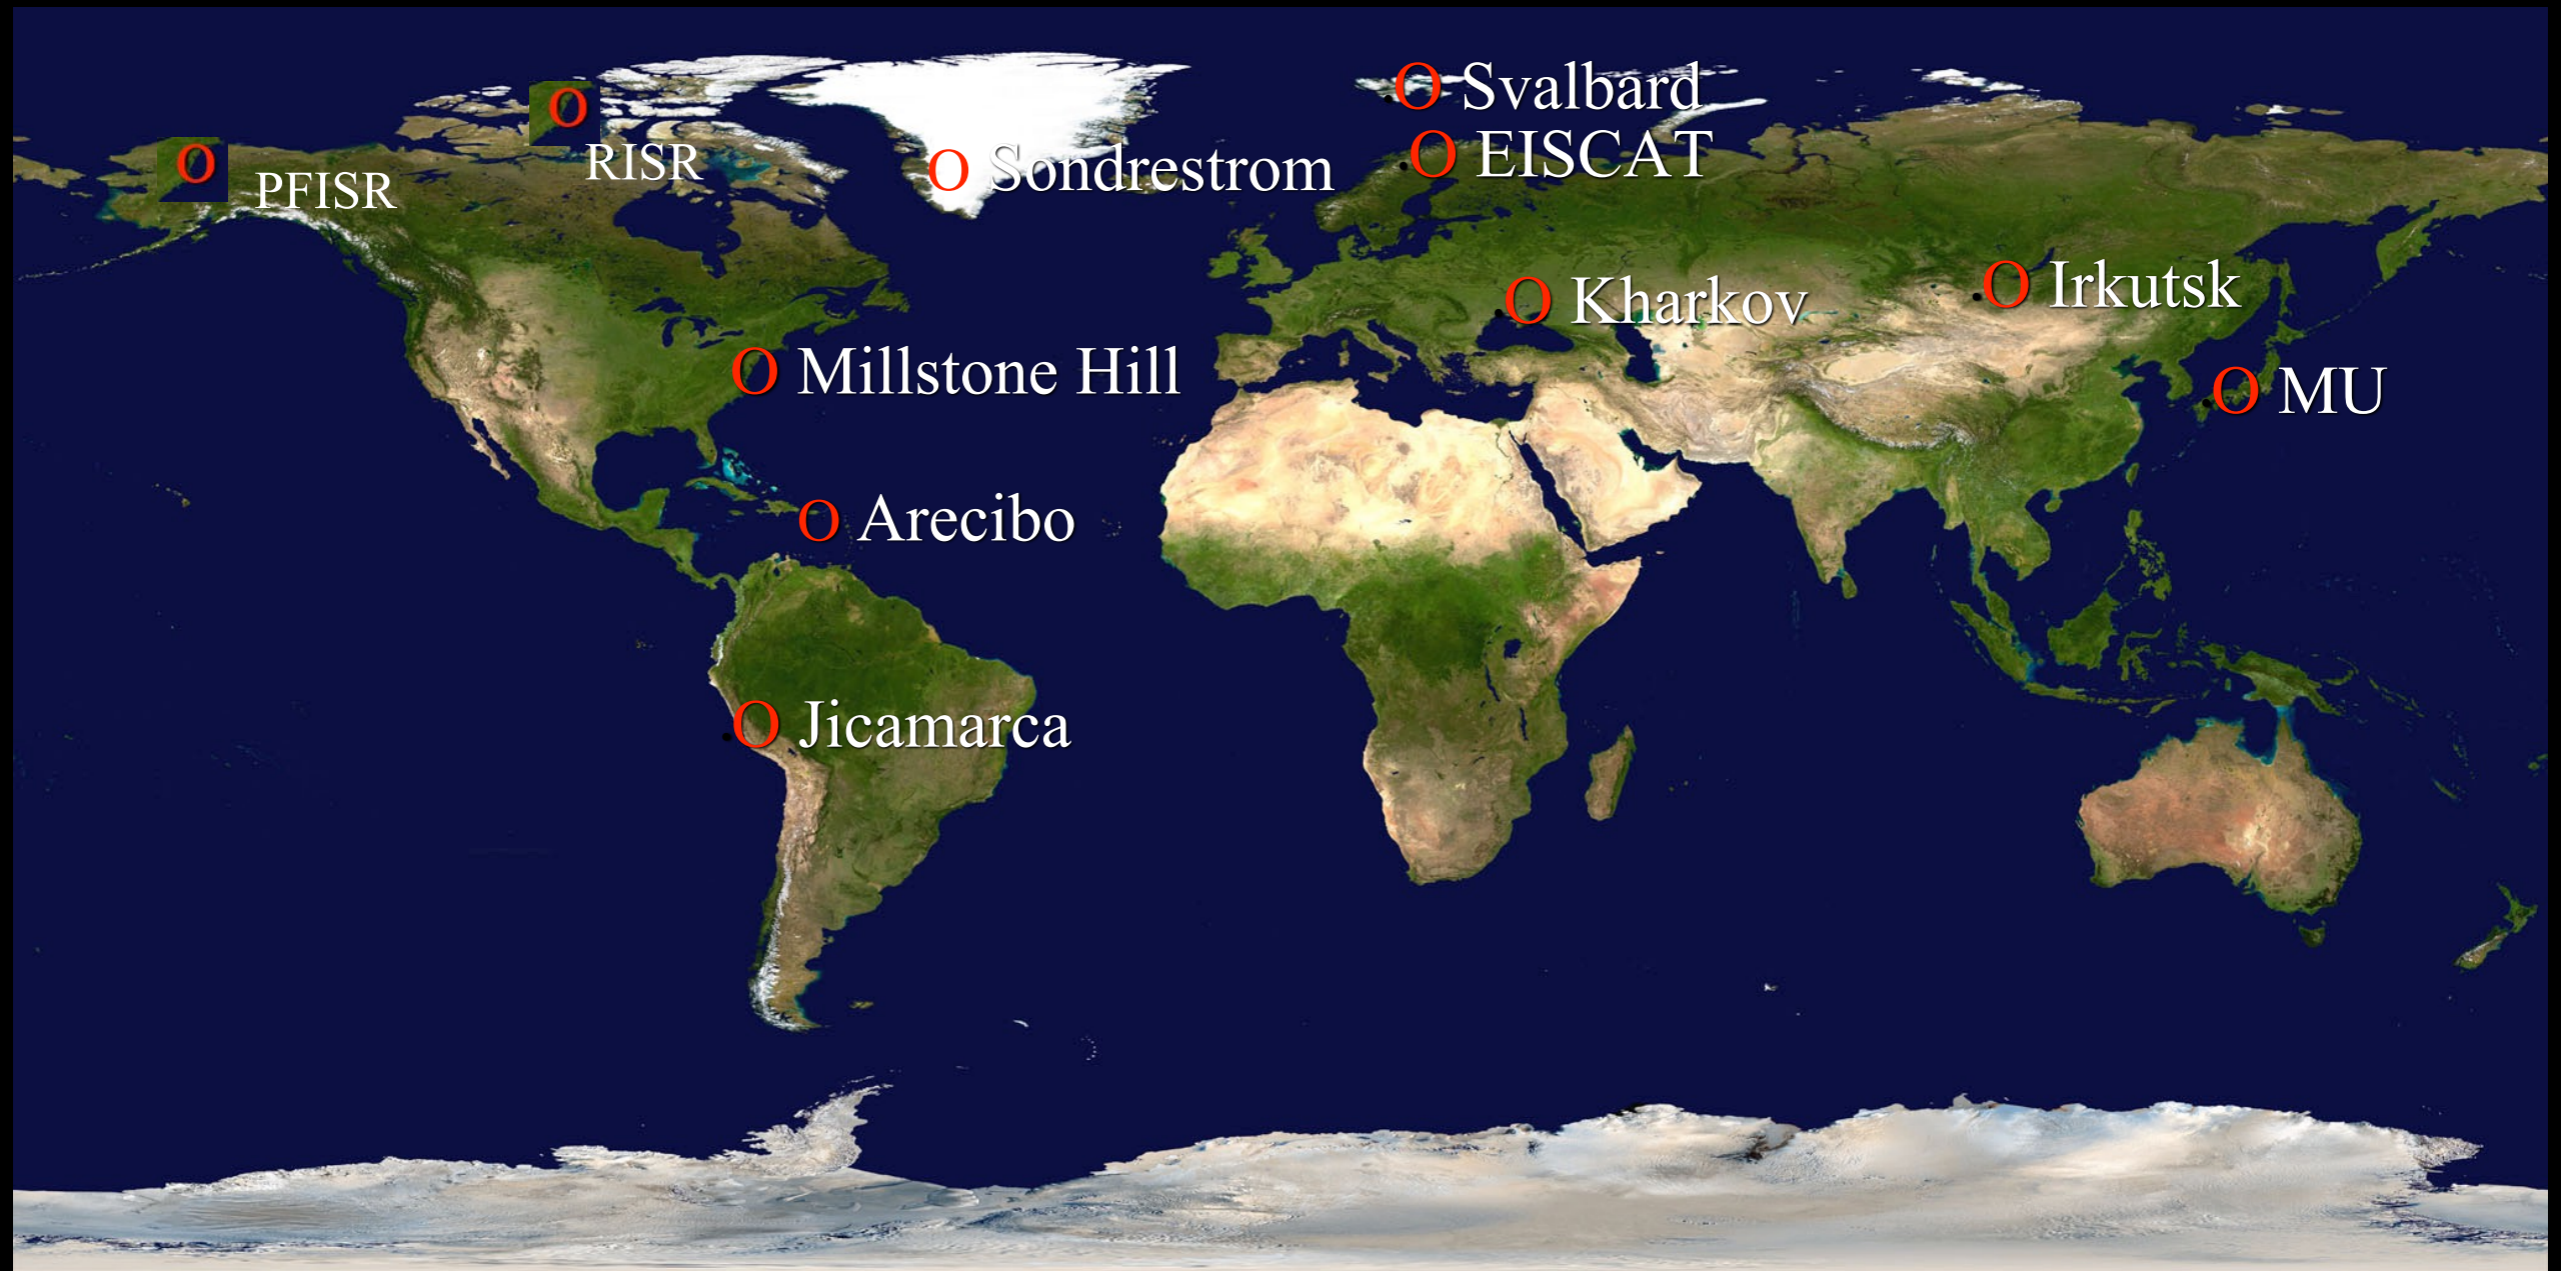 O Svalbard
O
RISR
O EISCAT
O
PFISR
O Sondrestrom
O Kharkov
O Irkutsk
O Millstone Hill
O MU
O Arecibo
O Jicamarca